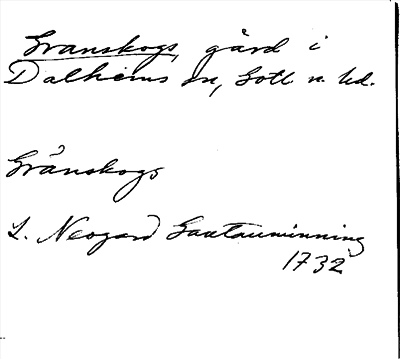 Granskogs, gård i
Dalhems sn, Gotl. n. hd.
Grånskogs
L. Neogard Gautauminning
1732